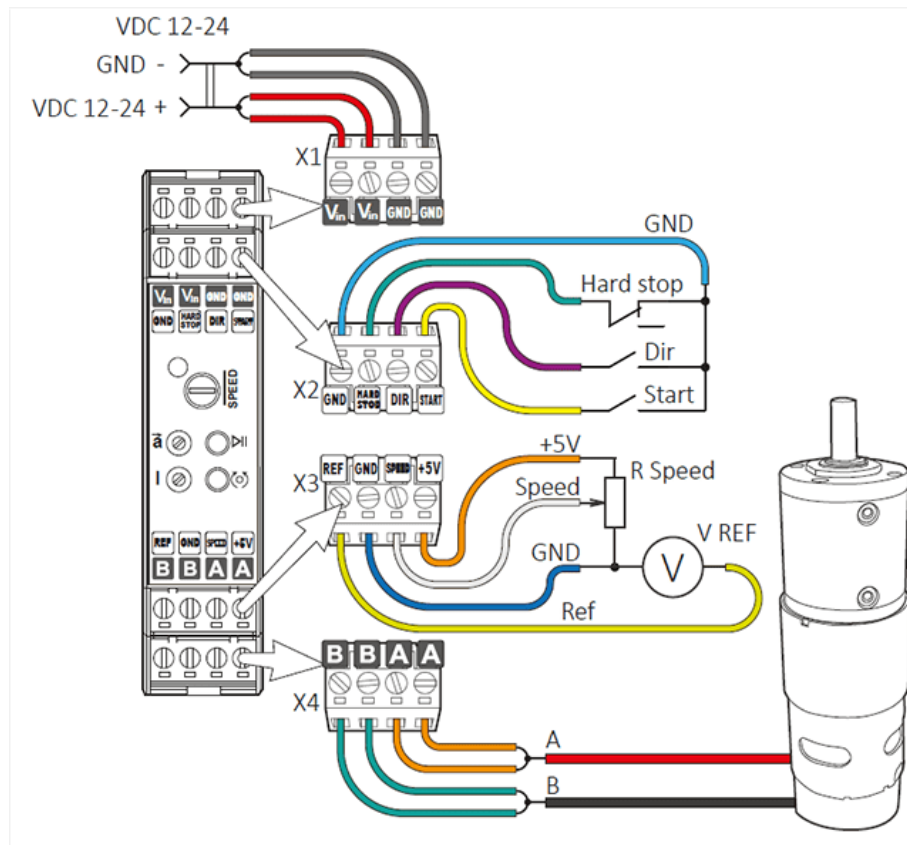 VDC 12-24
GND -
VDC 12-24 +
X1
Vin Vin GND GND
Vin Vin GND GND
GND HARD STOP DIR START
SPEED
a
I
REF GND SPEED +5V
B B A A
GND
Hard stop
Dir
Start
X2
GND HARD STOP DIR START
X3
REF GND SPEED +5V
+5V
Speed
R Speed
GND
V REF
V
Ref
B B A A
X4
A
B